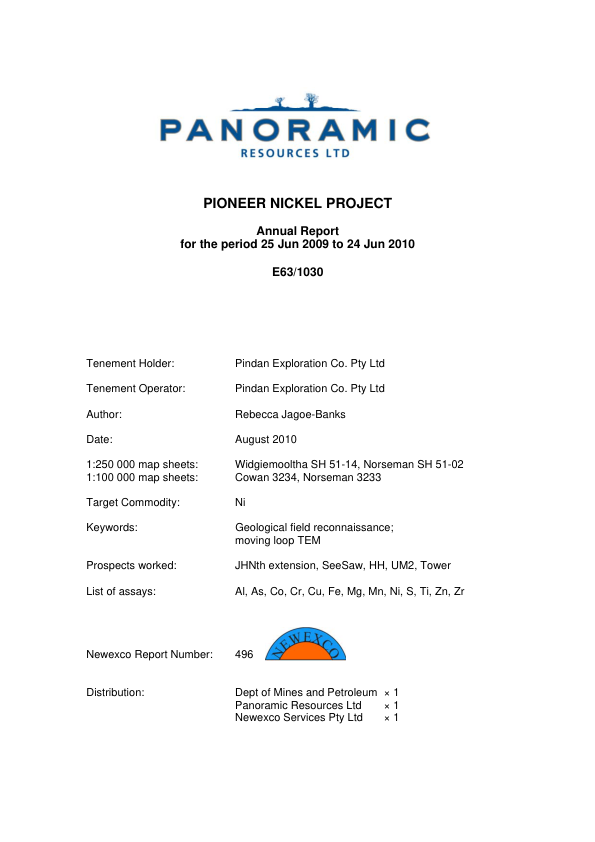 PANORAMIC
RESOURCES LTD
PIONEER NICKEL PROJECT
Annual Report
for the period 25 Jun 2009 to 24 Jun 2010
E63/1030
Tenement Holder: Pindan Exploration Co. Pty Ltd
Tenement Operator: Pindan Exploration Co. Pty Ltd
Author: Rebecca Jagoe-Banks
Date: August 2010
1:250 000 map sheets: Widgiemooltha SH 51-14, Norseman SH 51-02
1:100 000 map sheets: Cowan 3234, Norseman 3233
Target Commodity: Ni
Keywords: Geological field reconnaissance;
moving loop TEM
Prospects worked: JHNth extension, SeeSaw, HH, UM2, Tower
List of assays: Al, As, Co, Cr, Cu, Fe, Mg, Mn, Ni, S, Ti, Zn, Zr
NEWEXCO
Newexco Report Number: 496
Distribution: Dept of Mines and Petroleum × 1
Panoramic Resources Ltd × 1
Newexco Services Pty Ltd × 1